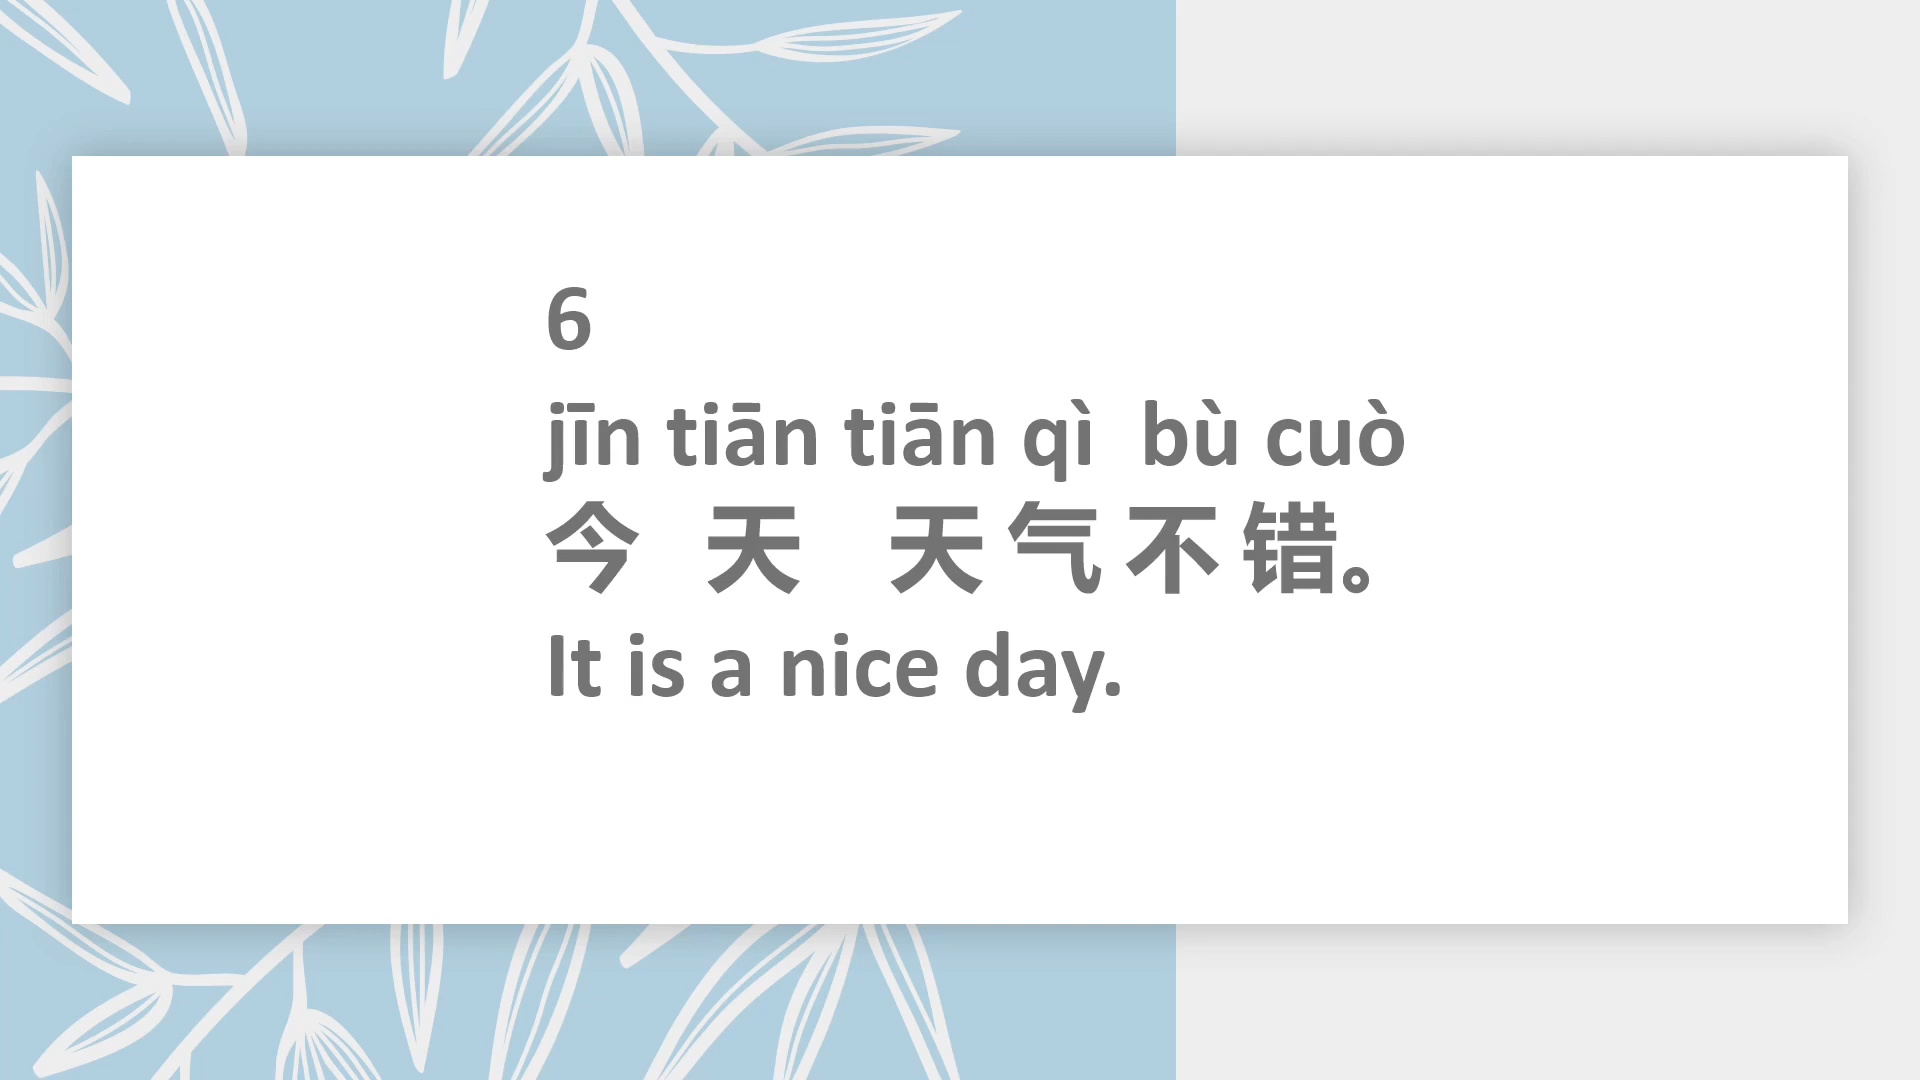 6
jīn tiān tiān qì bù cuò
今 天 天 气 不 错。
It is a nice day.